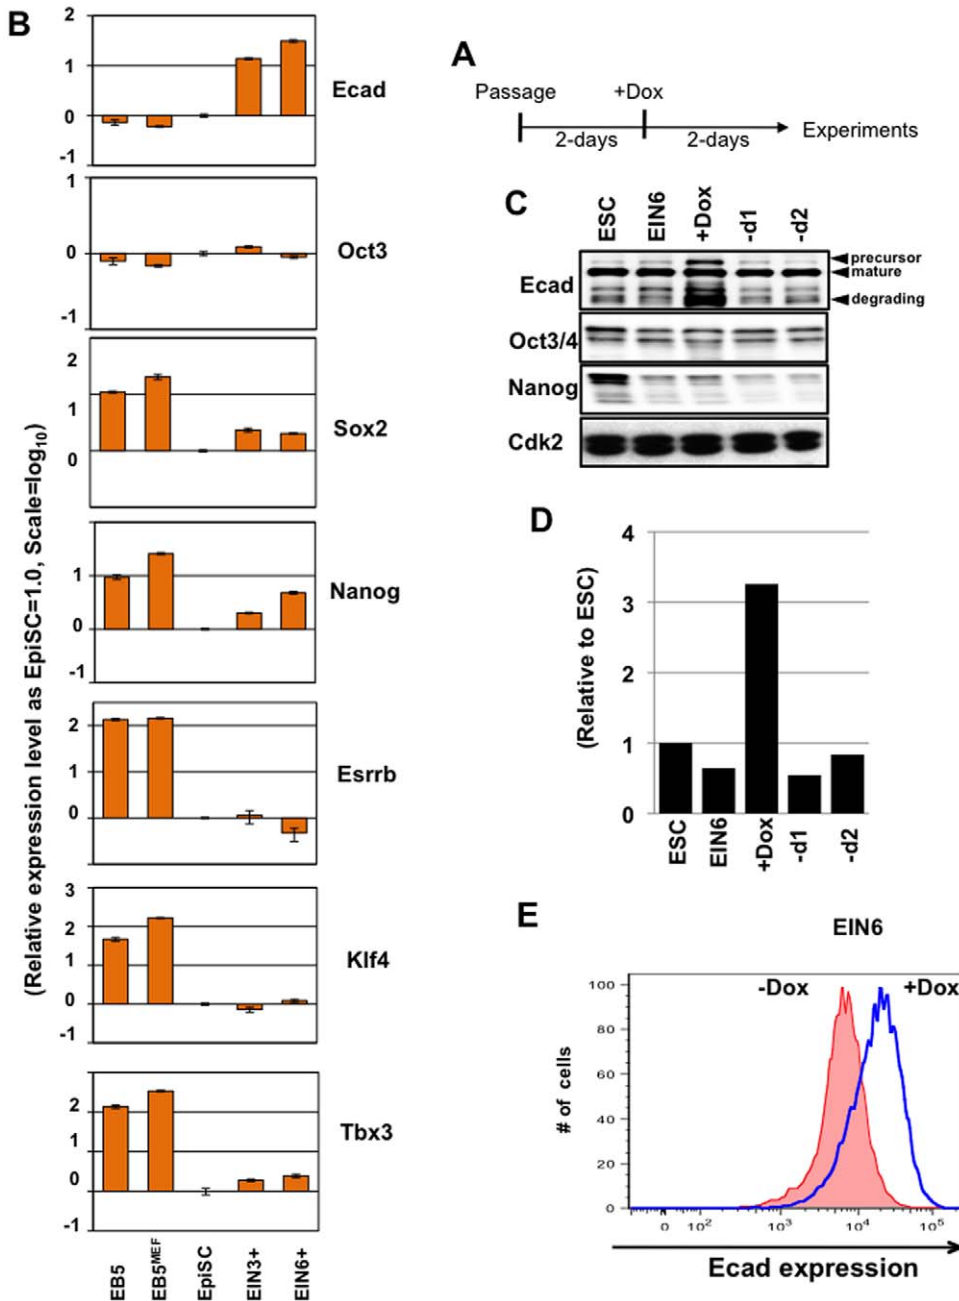 B
(Relative expression level as EpiSC=1.0, Scale=log10)
2
1
0
-1
Ecad
1
0
-1
Oct3
2
1
0
Sox2
1
0
-1
Nanog
2
1
0
Esrrb
3
2
1
0
-1
Klf4
2
1
0
-1
Tbx3
EB5
EB5MEF
EpiSC
EIN3+
EIN6+
A
Passage
+Dox
2-days
2-days
Experiments
C
ESC
EIN6
+Dox
-d1
-d2
Ecad
precursor
mature
degrading
Oct3/4
Nanog
Cdk2
D
(Relative to ESC)
4
3
2
1
0
ESC
EIN6
+Dox
-d1
-d2
E
EIN6
-Dox
+Dox
# of cells
100
80
60
40
20
0
0 10² 10³ 10⁴ 10⁵
Ecad expression